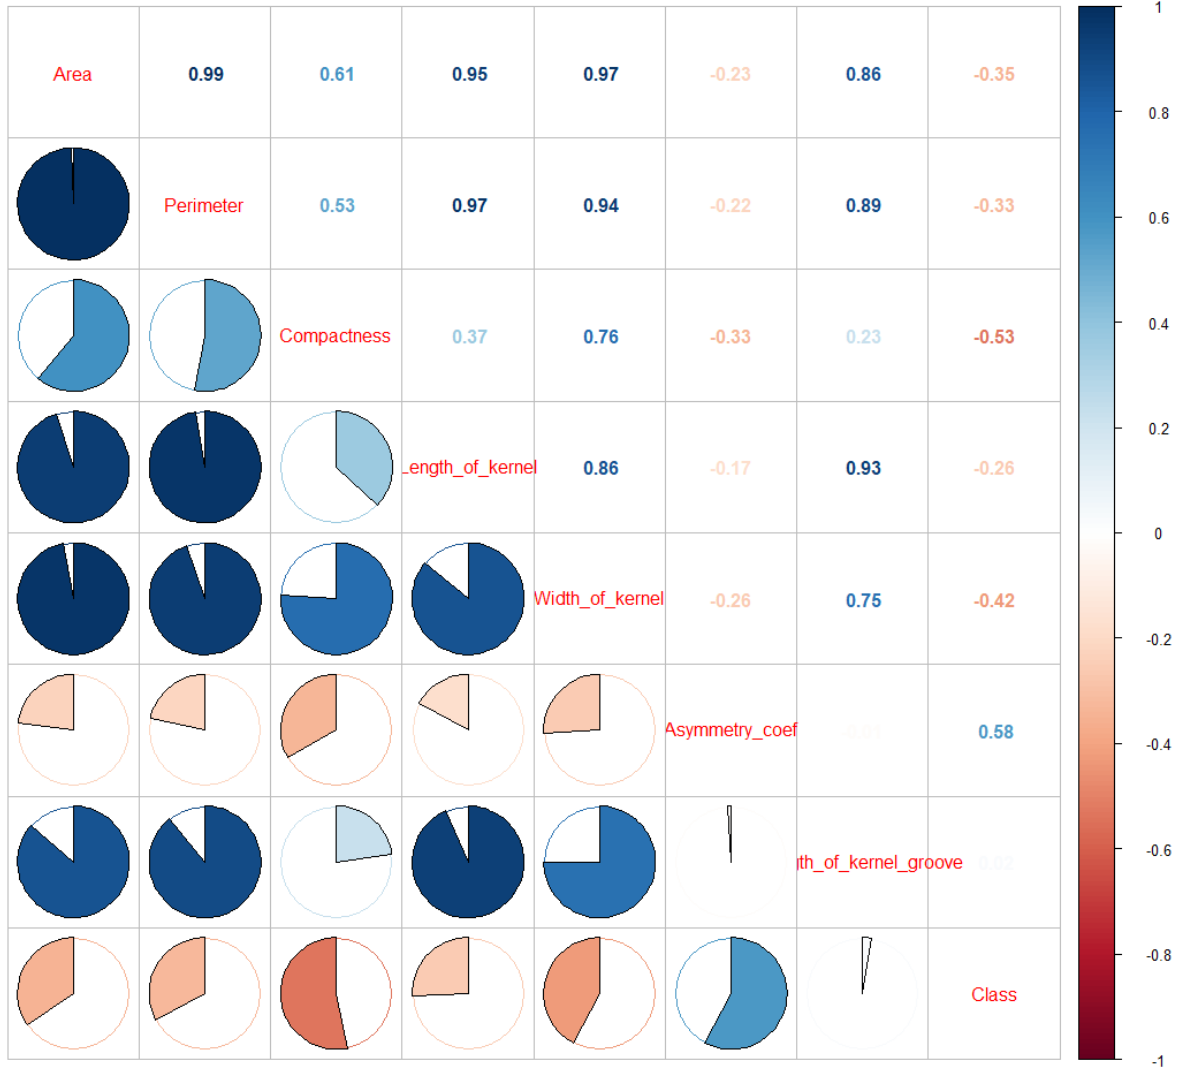 Area 0.99 0.61 0.95 0.97 -0.23 0.86 -0.35
Perimeter 0.53 0.97 0.94 -0.22 0.89 -0.33
Compactness 0.37 0.76 -0.33 0.23 -0.53
Length_of_kernel 0.86 -0.17 0.93 -0.26
Width_of_kernel -0.26 0.75 -0.42
Asymmetry_coef 0.58
gth_of_kernel_groove 0.02
Class
1
0.8
0.6
0.4
0.2
0
-0.2
-0.4
-0.6
-0.8
-1